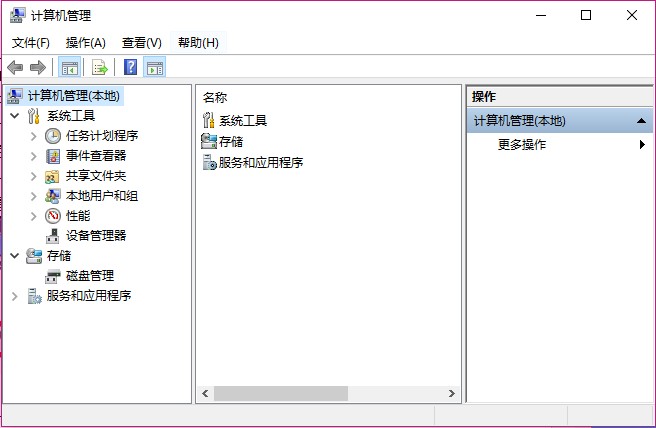 计算机管理
文件(F) 操作(A) 查看(V) 帮助(H)
计算机管理(本地)
系统工具
任务计划程序
事件查看器
共享文件夹
本地用户和组
性能
设备管理器
存储
磁盘管理
服务和应用程序
名称
系统工具
存储
服务和应用程序
操作
计算机管理(本地)
更多操作